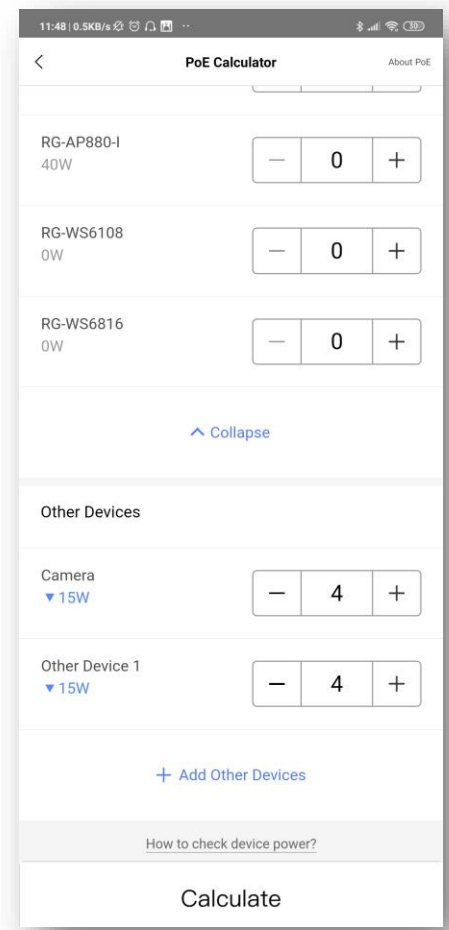 11:48 | 0.5KB/s ··· 30
PoE Calculator About PoE
RG-AP880-I
40W
— 0 +
RG-WS6108
0W
— 0 +
RG-WS6816
0W
— 0 +
Collapse
Other Devices
Camera
▼ 15W
— 4 +
Other Device 1
▼ 15W
— 4 +
+ Add Other Devices
How to check device power?
Calculate